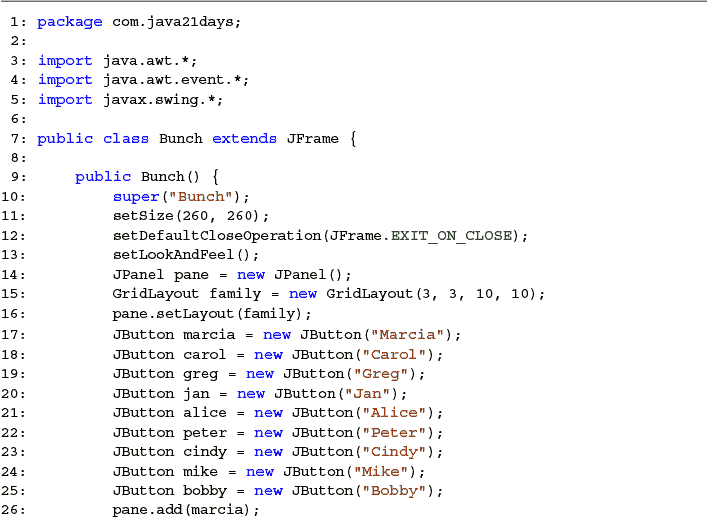 1: package com.java21days;
2:
3: import java.awt.*;
4: import java.awt.event.*;
5: import javax.swing.*;
6:
7: public class Bunch extends JFrame {
8:
9:     public Bunch() {
10:         super("Bunch");
11:         setSize(260, 260);
12:         setDefaultCloseOperation(JFrame.EXIT_ON_CLOSE);
13:         setLookAndFeel();
14:         JPanel pane = new JPanel();
15:         GridLayout family = new GridLayout(3, 3, 10, 10);
16:         pane.setLayout(family);
17:         JButton marcia = new JButton("Marcia");
18:         JButton carol = new JButton("Carol");
19:         JButton greg = new JButton("Greg");
20:         JButton jan = new JButton("Jan");
21:         JButton alice = new JButton("Alice");
22:         JButton peter = new JButton("Peter");
23:         JButton cindy = new JButton("Cindy");
24:         JButton mike = new JButton("Mike");
25:         JButton bobby = new JButton("Bobby");
26:         pane.add(marcia);